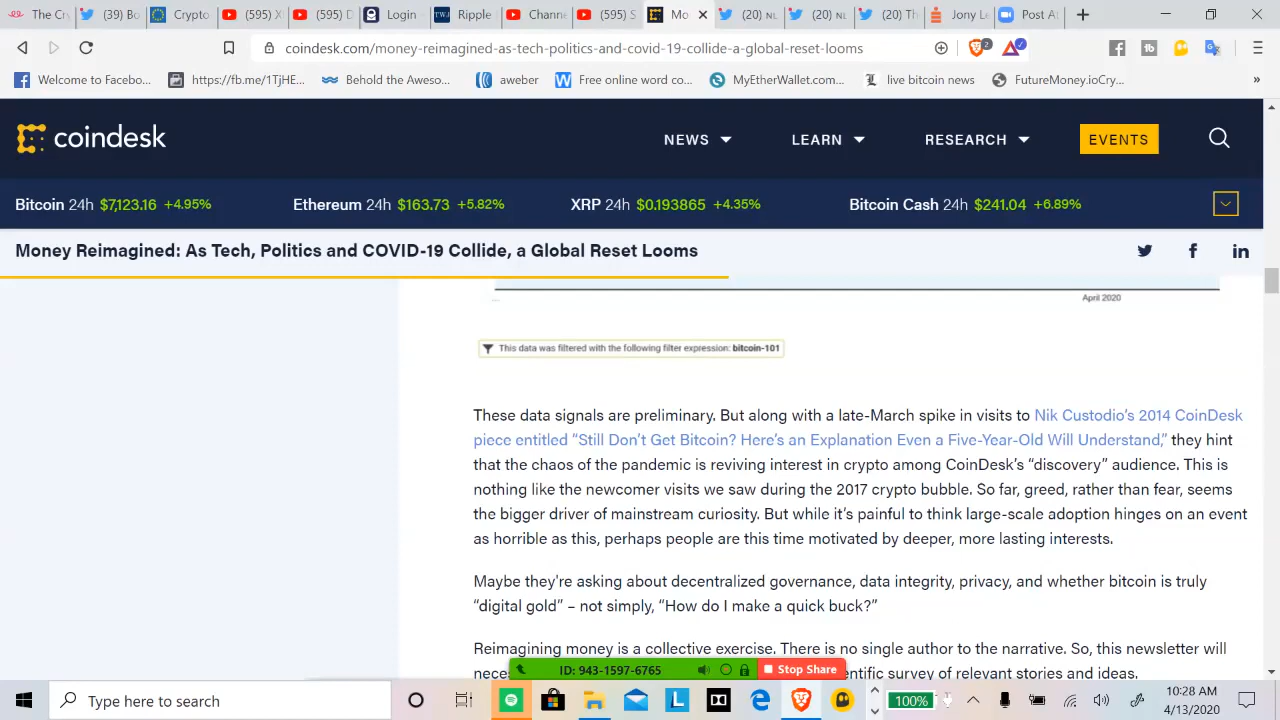 The Cr
(39) Bo
Crypto
(595) X
(595) D
Login
TWJ
Ripple
Channe
(595) S
Mo
(20) NL
(20) NL
(20) Th
Jony Le
Post At
coindesk.com/money-reimagined-as-tech-politics-and-covid-19-collide-a-global-reset-looms
2
Welcome to Facebo...
https://fb.me/1TjHE...
Behold the Aweso...
aweber
Free online word co...
MyEtherWallet.com...
live bitcoin news
FutureMoney.ioCry...
»
coindesk
NEWS
LEARN
RESEARCH
EVENTS
Bitcoin 24h $7,123.16 +4.95%
Ethereum 24h $163.73 +5.82%
XRP 24h $0.193865 +4.35%
Bitcoin Cash 24h $241.04 +6.89%
Money Reimagined: As Tech, Politics and COVID-19 Collide, a Global Reset Looms
April 2020
This data was filtered with the following filter expression: bitcoin-101
These data signals are preliminary. But along with a late-March spike in visits to Nik Custodio's 2014 CoinDesk
piece entitled “Still Don't Get Bitcoin? Here's an Explanation Even a Five-Year-Old Will Understand,” they hint
that the chaos of the pandemic is reviving interest in crypto among CoinDesk's “discovery” audience. This is
nothing like the newcomer visits we saw during the 2017 crypto bubble. So far, greed, rather than fear, seems
the bigger driver of mainstream curiosity. But while it's painful to think large-scale adoption hinges on an event
as horrible as this, perhaps people are this time motivated by deeper, more lasting interests.
Maybe they're asking about decentralized governance, data integrity, privacy, and whether bitcoin is truly
“digital gold” – not simply, “How do I make a quick buck?”
Reimagining money is a collective exercise. There is no single author to the narrative. So, this newsletter will
nece
entific survey of relevant stories and ideas.
ID: 943-1597-6765
Stop Share
Type here to search
100%
10:28 AM
4/13/2020